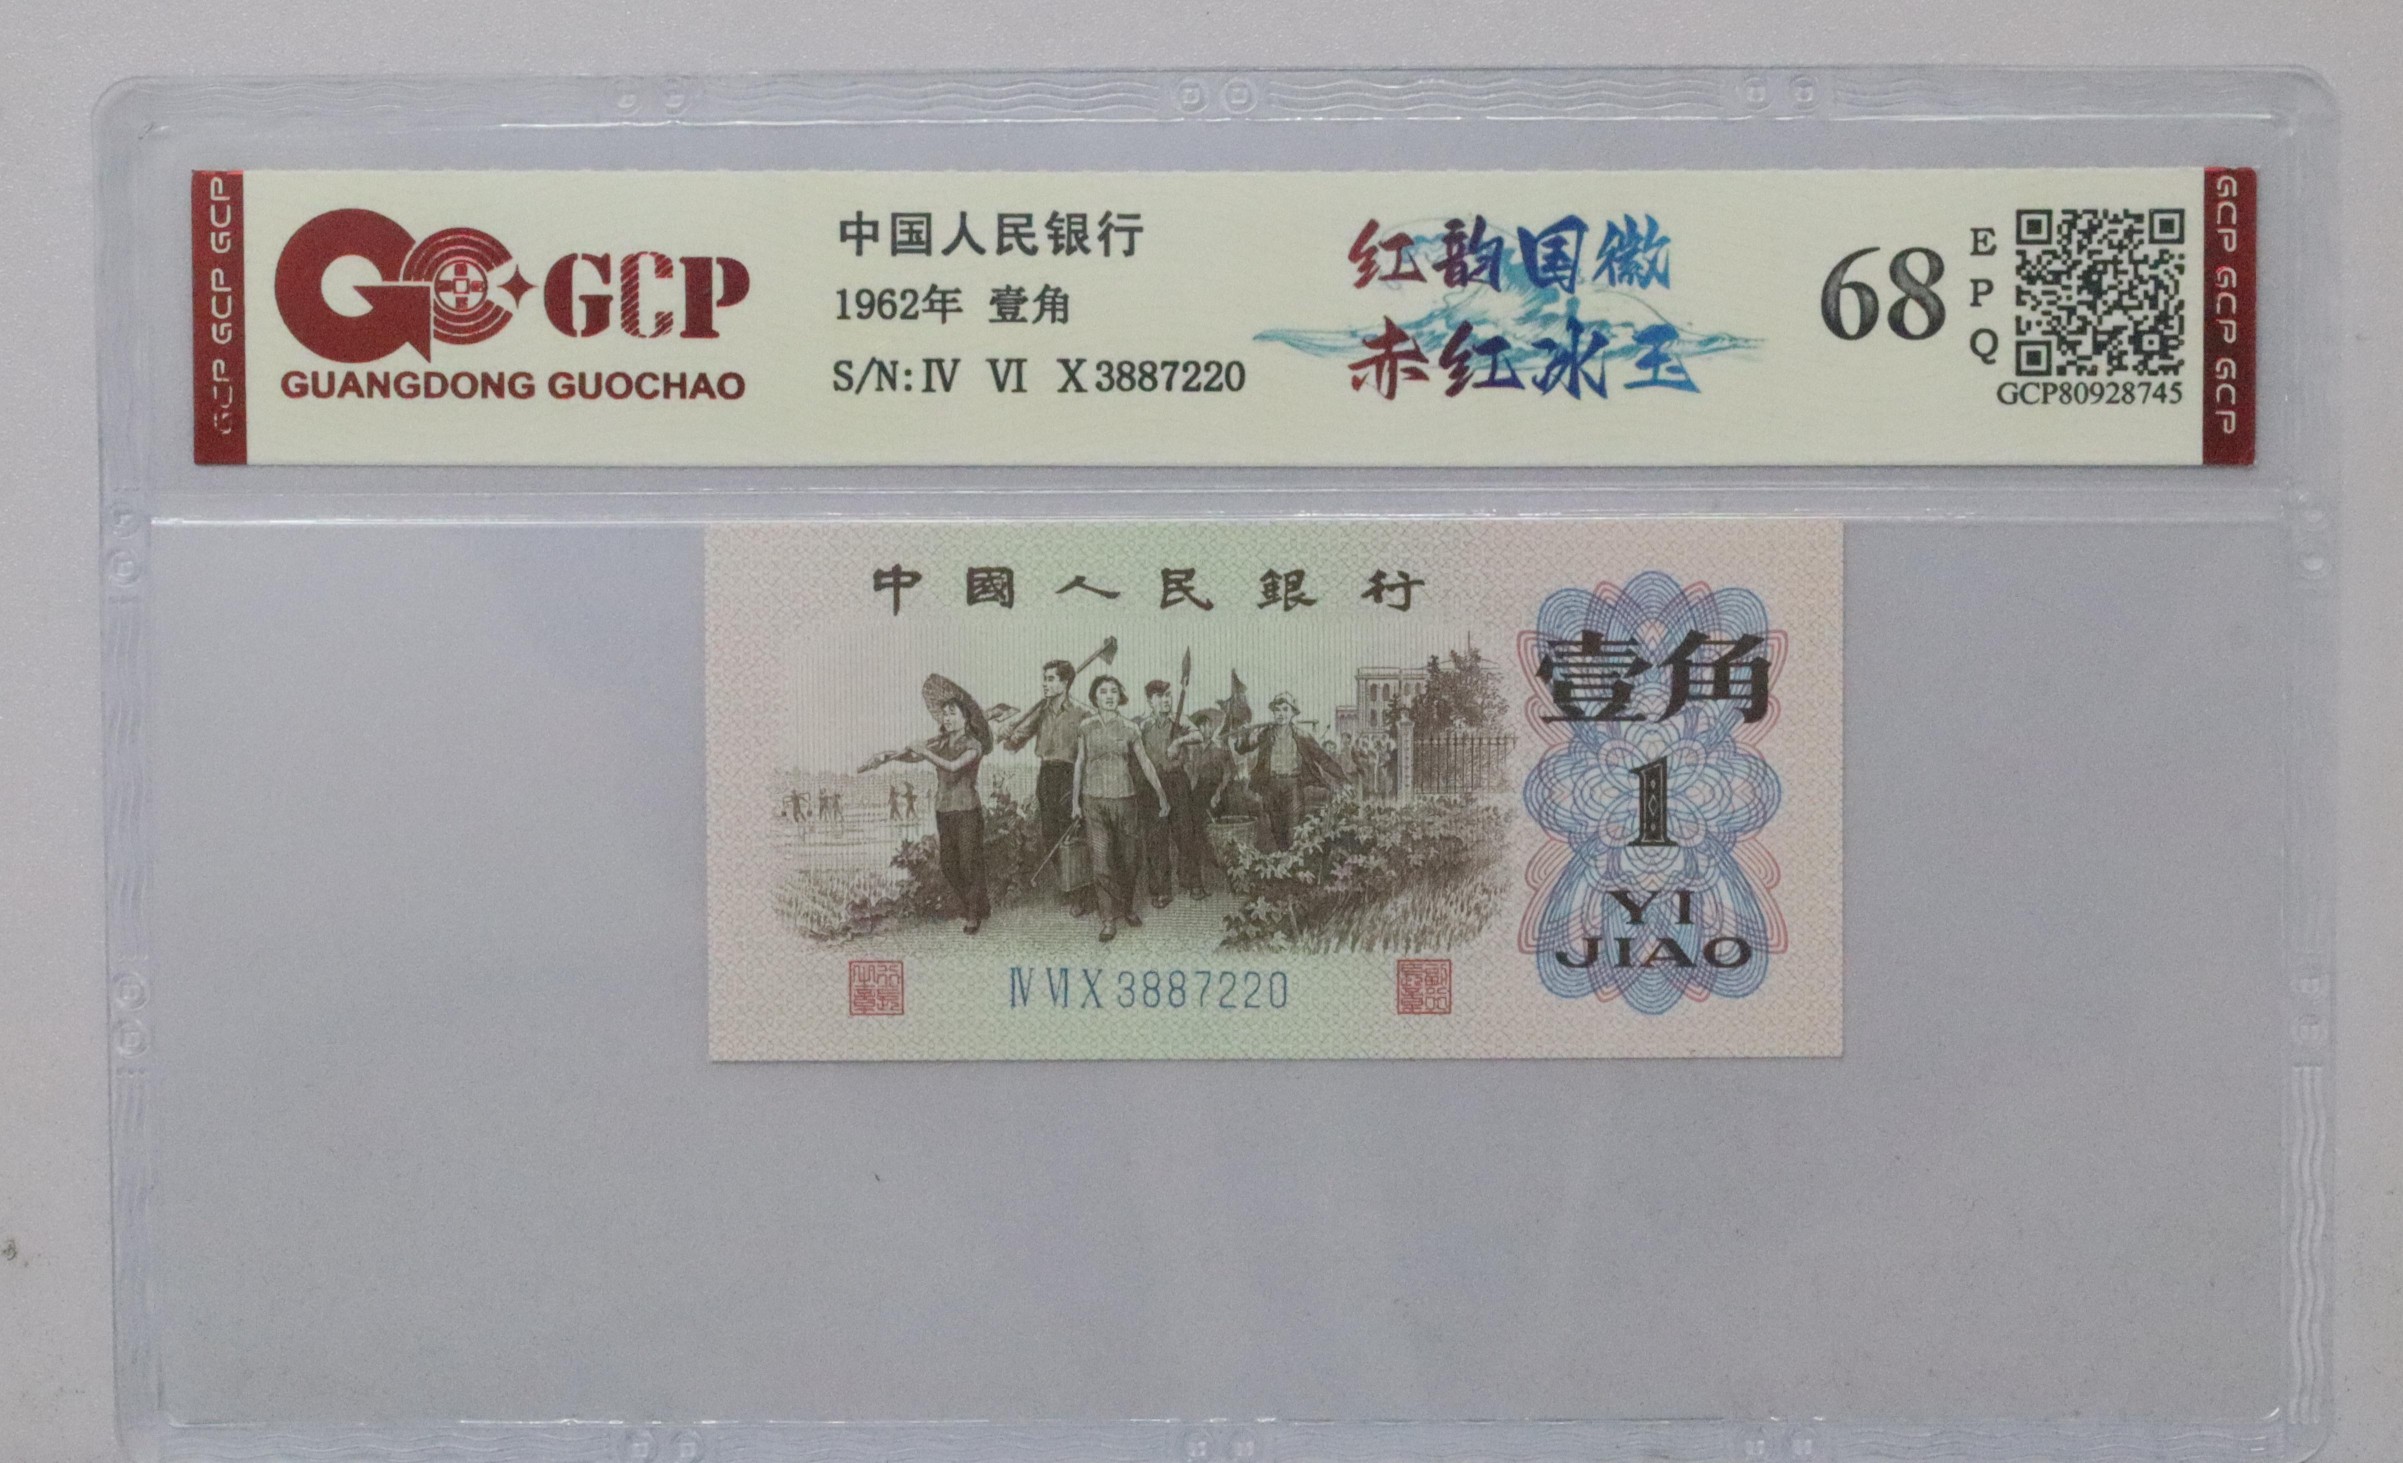 GCP GCP GCP
GCP
GUANGDONG GUOCHAO
中国人民银行
1962年 壹角
S/N: IV VI X 3887220
红韵国徽
赤红冰玉
68
E
P
Q
GCP80928745
GCP GCP GCP
中國人民銀行
壹角
1
YI
JIAO
IV VI X 3887220